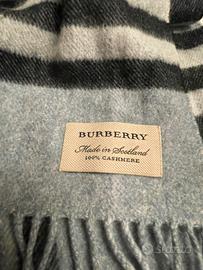 BURBERRY
Made in Scotland
100% CASHMERE